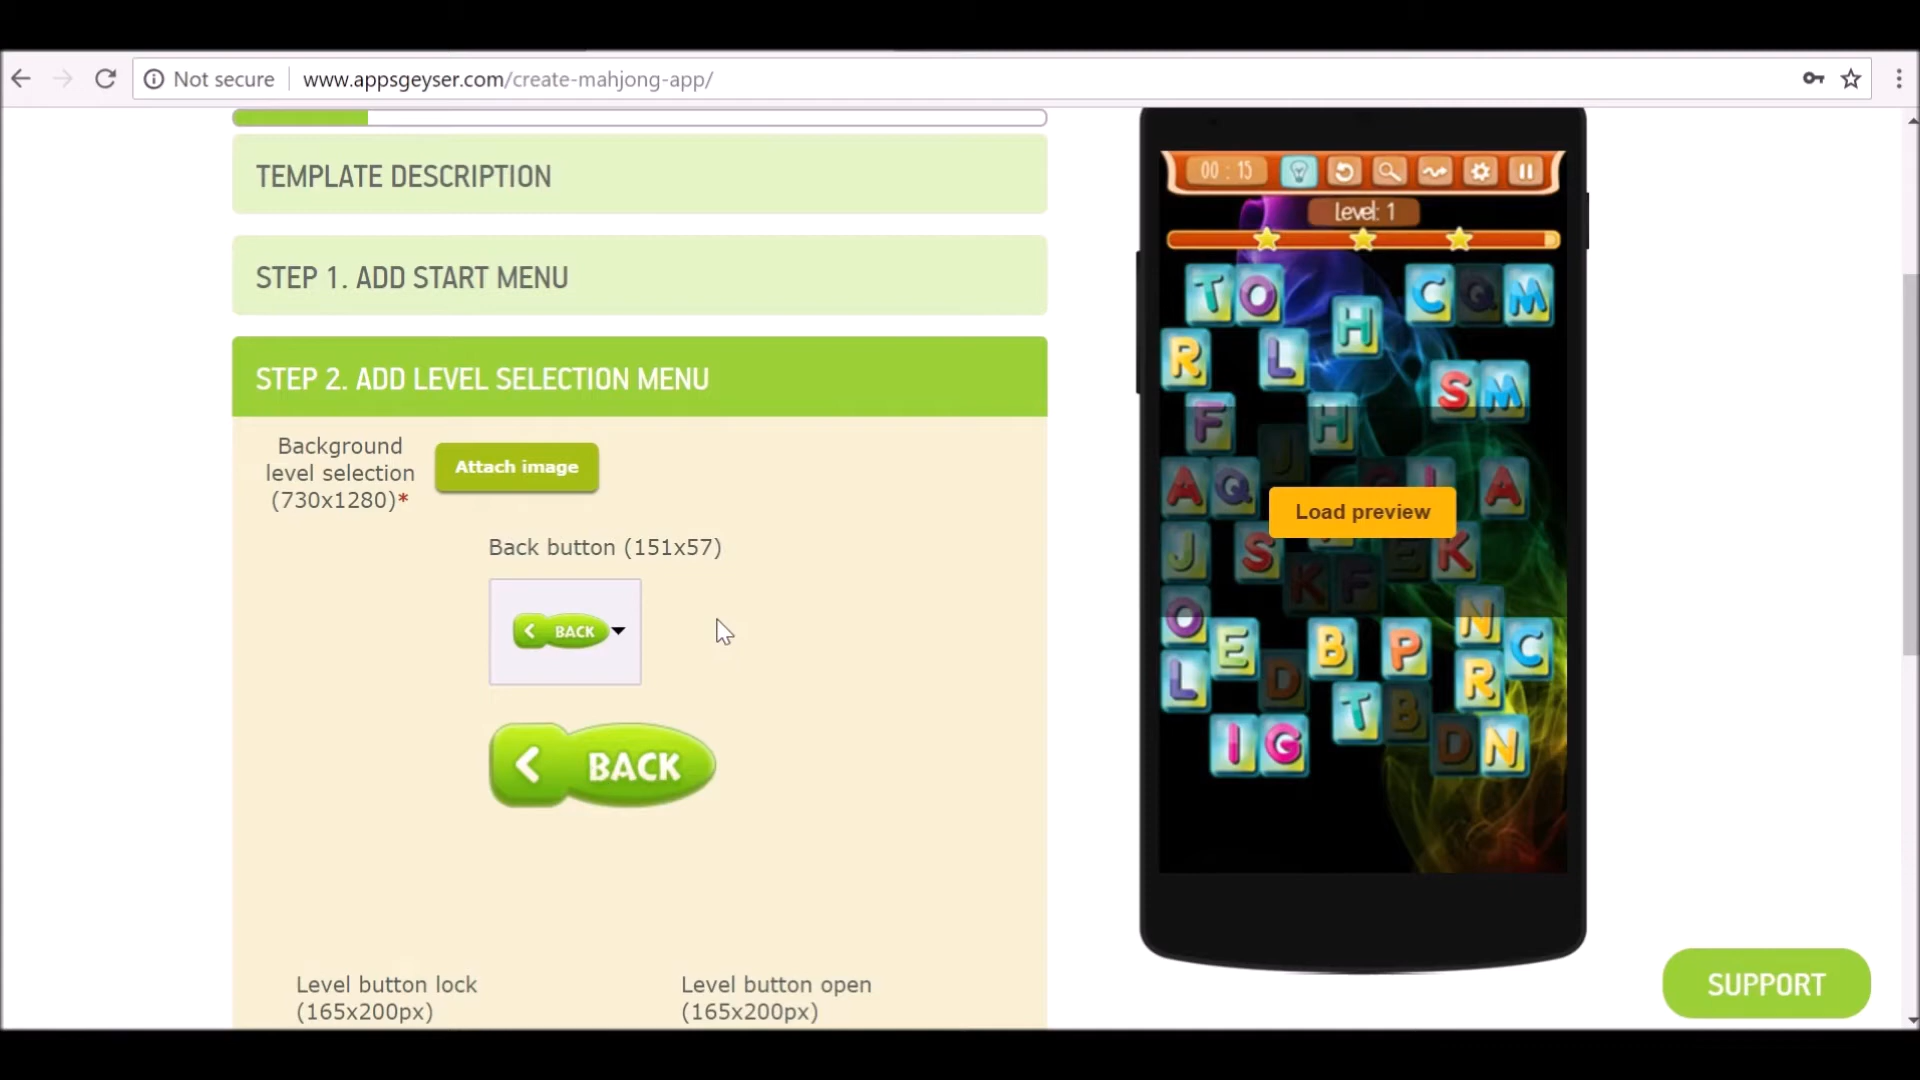 Not secure
www.appsgeyser.com/create-mahjong-app/
TEMPLATE DESCRIPTION
STEP 1. ADD START MENU
STEP 2. ADD LEVEL SELECTION MENU
Background
level selection
(730x1280)*
Attach image
Back button (151x57)
BACK
BACK
Level button lock
(165x200px)
Level button open
(165x200px)
00 : 15
Level: 1
T O H C Q M
R L
S M
F H
J
A Q I A
Load preview
J S E K
K F
O N
E B P C
L D R
T B
I G D N
SUPPORT